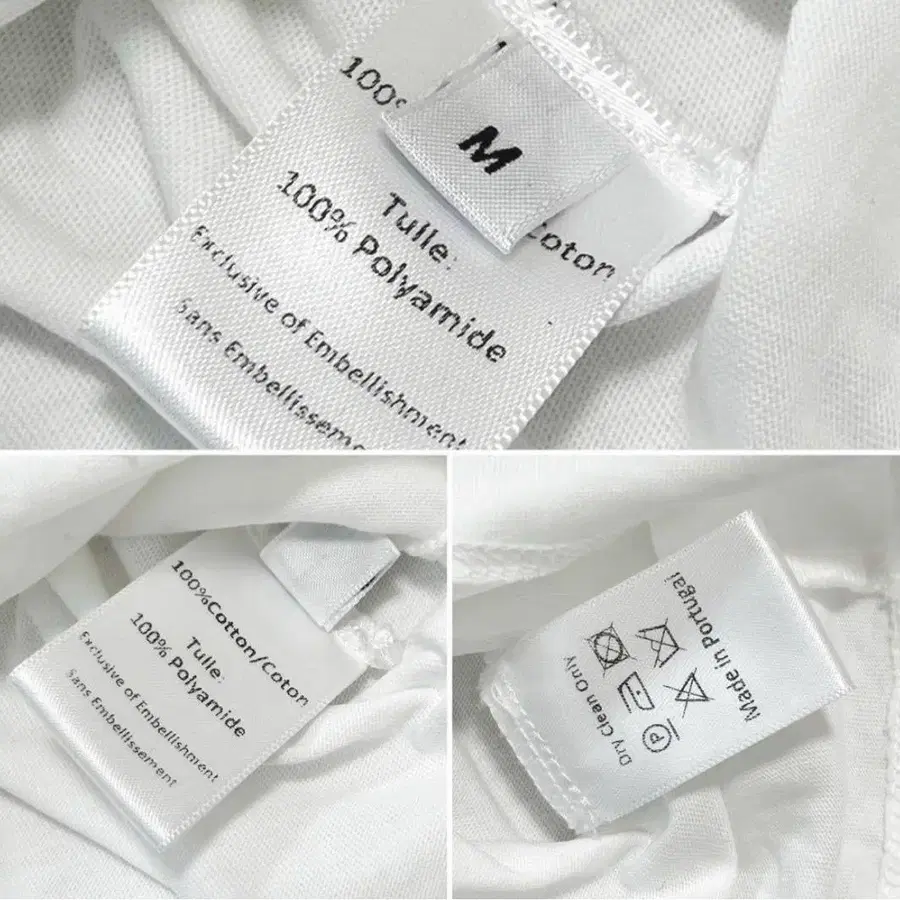 100%
M
Coton
Tulle:
100% Polyamide
Exclusive of Embellishment
Sans Embellisseme
100%Cotton/Coton
Tulle:
100% Polyamide
Exclusive of Embellishment
Sans Embellissement
Dry Clean Only
P
Made in Portugal